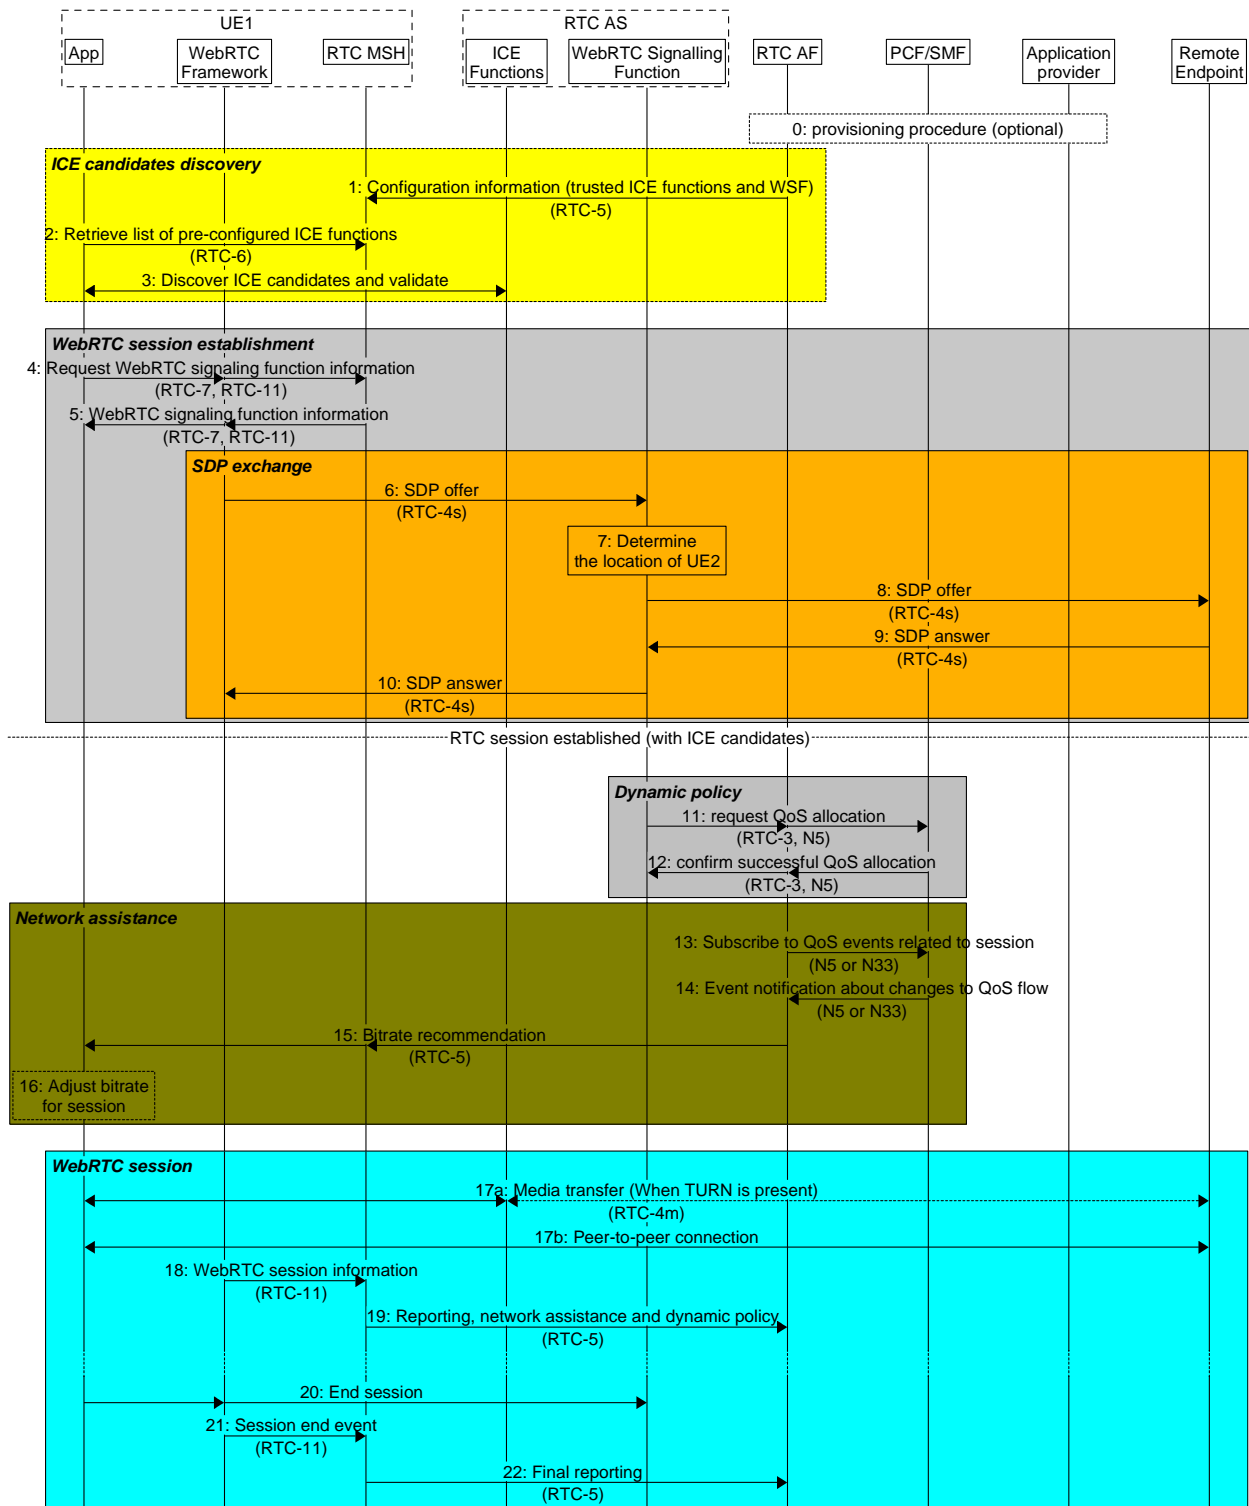 UE1
RTC AS
App
WebRTC
Framework
RTC MSH
ICE
Functions
WebRTC Signalling
Function
RTC AF
PCF/SMF
Application
provider
Remote
Endpoint
0: provisioning procedure (optional)
ICE candidates discovery
1: Configuration information (trusted ICE functions and WSF)
(RTC-5)
2: Retrieve list of pre-configured ICE functions
(RTC-6)
3: Discover ICE candidates and validate
WebRTC session establishment
4: Request WebRTC signaling function information
(RTC-7, RTC-11)
5: WebRTC signaling function information
(RTC-7, RTC-11)
SDP exchange
6: SDP offer
(RTC-4s)
7: Determine
the location of UE2
8: SDP offer
(RTC-4s)
9: SDP answer
(RTC-4s)
10: SDP answer
(RTC-4s)
RTC session established (with ICE candidates)
Dynamic policy
11: request QoS allocation
(RTC-3, N5)
12: confirm successful QoS allocation
(RTC-3, N5)
Network assistance
13: Subscribe to QoS events related to session
(N5 or N33)
14: Event notification about changes to QoS flow
(N5 or N33)
15: Bitrate recommendation
(RTC-5)
16: Adjust bitrate
for session
WebRTC session
17a: Media transfer (When TURN is present)
(RTC-4m)
17b: Peer-to-peer connection
18: WebRTC session information
(RTC-11)
19: Reporting, network assistance and dynamic policy
(RTC-5)
20: End session
21: Session end event
(RTC-11)
22: Final reporting
(RTC-5)